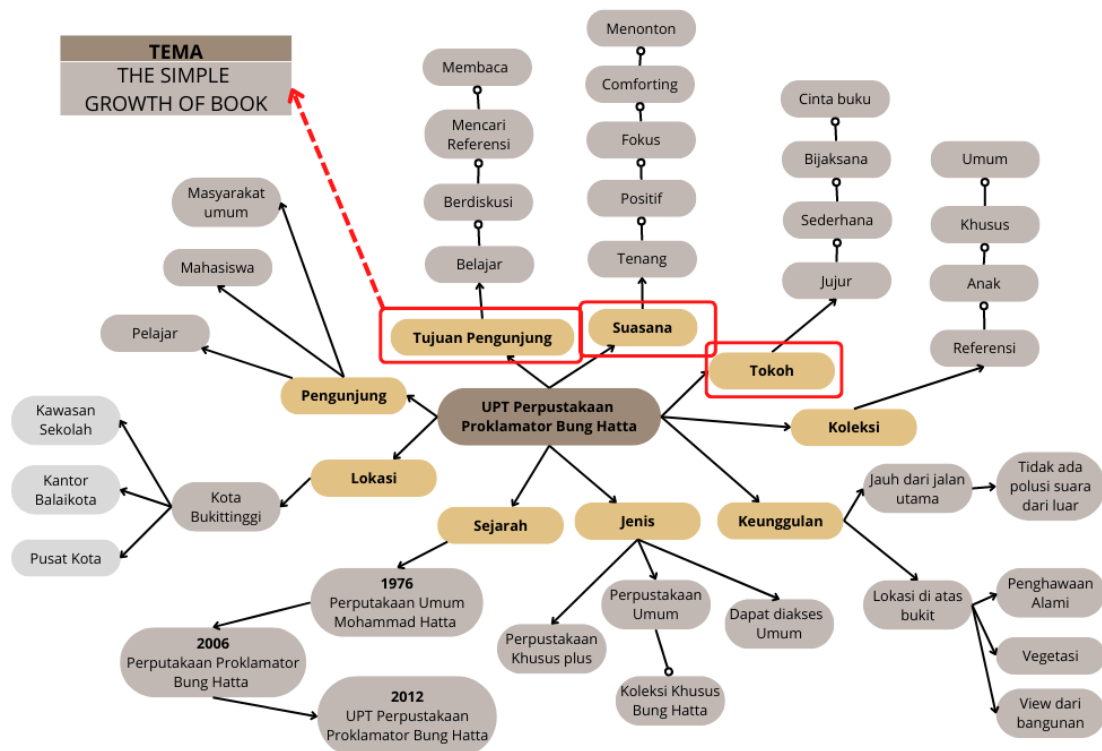 TEMA
THE SIMPLE
GROWTH OF BOOK
Membaca
Mencari
Referensi
Berdiskusi
Belajar
Tujuan Pengunjung
Menonton
Comforting
Fokus
Positif
Tenang
Suasana
Cinta buku
Bijaksana
Sederhana
Jujur
Tokoh
Umum
Khusus
Anak
Referensi
Koleksi
Masyarakat
umum
Mahasiswa
Pelajar
Pengunjung
UPT Perpustakaan
Proklamator Bung Hatta
Kawasan
Sekolah
Kantor
Balaikota
Pusat Kota
Kota
Bukittinggi
Lokasi
Sejarah
1976
Perputakaan Umum
Mohammad Hatta
2006
Perputakaan Proklamator
Bung Hatta
2012
UPT Perpustakaan
Proklamator Bung Hatta
Jenis
Perpustakaan
Khusus plus
Perpustakaan
Umum
Koleksi Khusus
Bung Hatta
Dapat diakses
Umum
Keunggulan
Jauh dari jalan
utama
Tidak ada
polusi suara
dari luar
Lokasi di atas
bukit
Penghawaan
Alami
Vegetasi
View dari
bangunan